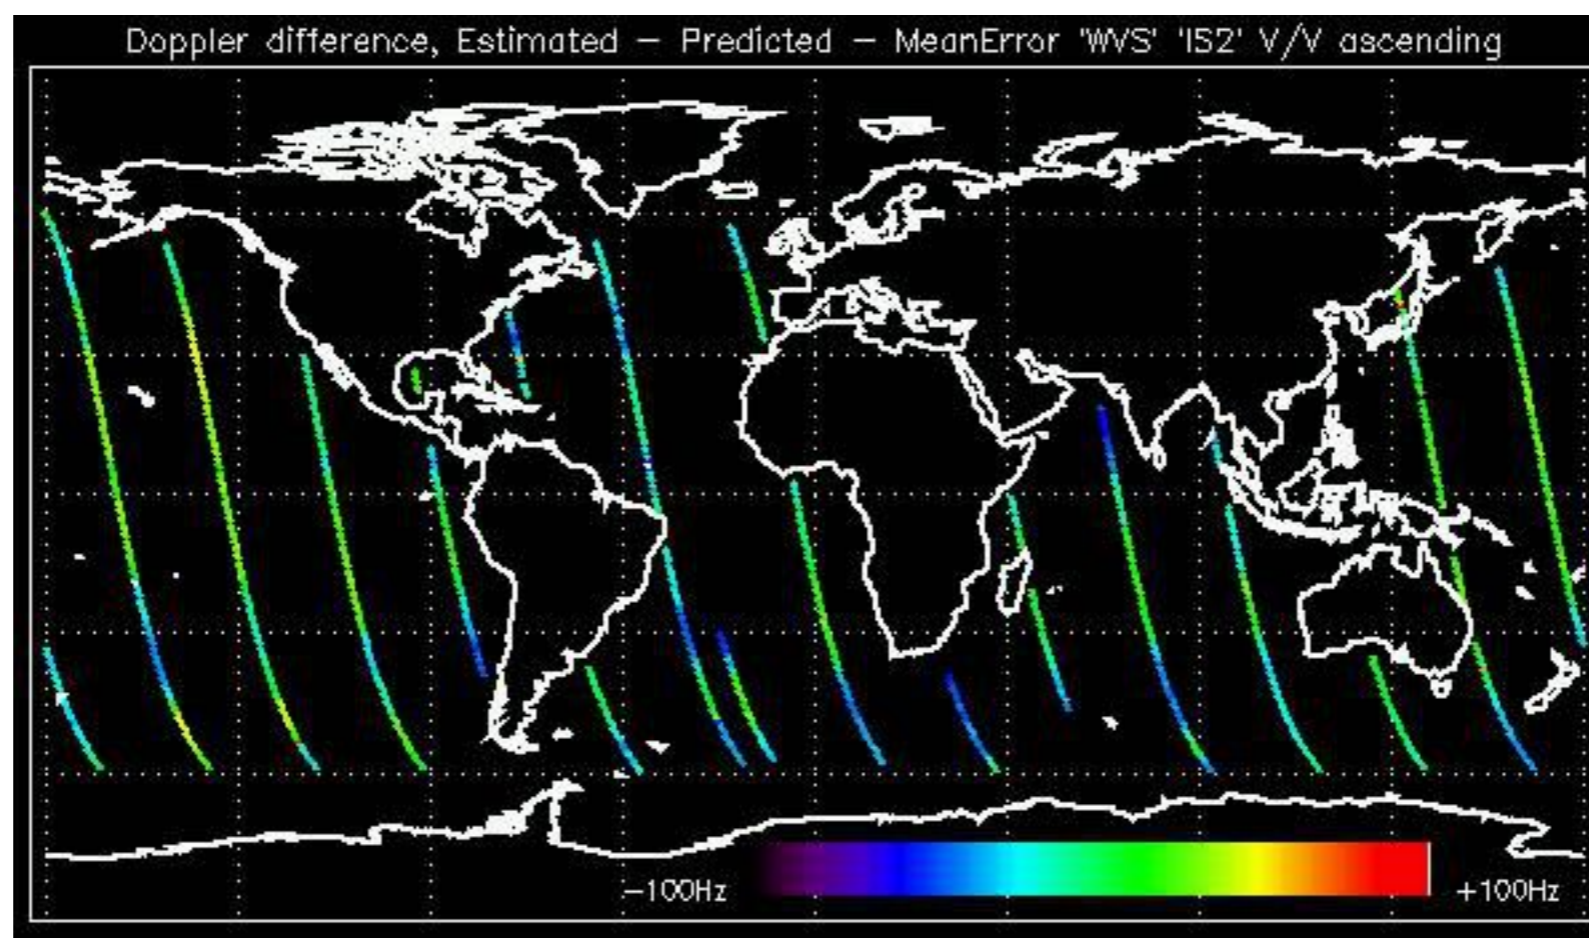 Doppler difference, Estimated - Predicted - MeanError 'WVS' 'IS2' V/V ascending
-100Hz
+100Hz